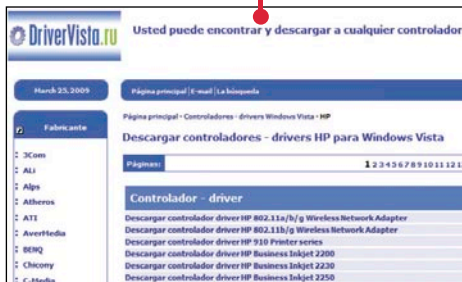 DriverVista.ru
Usted puede encontrar y descargar a cualquier controlador
March 25, 2009
Página principal | E-mail | La búsqueda
Fabricante
3Com
ALi
Alps
Atheros
ATI
AverMedia
BENQ
Chicony
C-Media
Página principal - Controladores - drivers Windows Vista - HP
Descargar controladores - drivers HP para Windows Vista
Páginas:
1 2 3 4 5 6 7 8 9 10 11 12 1
Controlador - driver
Descargar controlador driver HP 802.11a/b/g Wireless Network Adapter
Descargar controlador driver HP 802.11b/g Wireless Network Adapter
Descargar controlador driver HP 910 Printer series
Descargar controlador driver HP Business Inkjet 2200
Descargar controlador driver HP Business Inkjet 2230
Descargar controlador driver HP Business Inkjet 2250